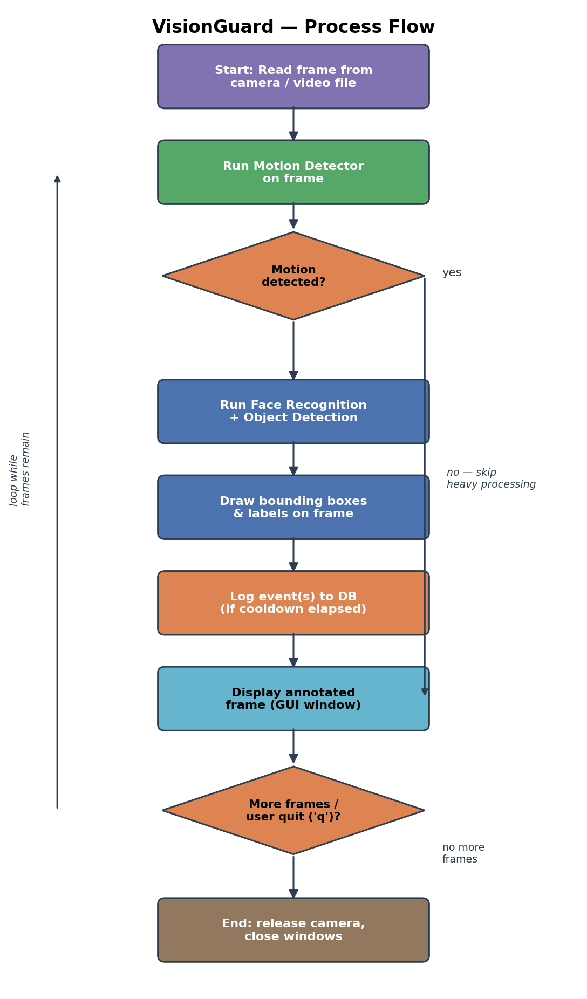 VisionGuard — Process Flow
Start: Read frame from
camera / video file
Run Motion Detector
on frame
Motion
detected?
yes
Run Face Recognition
+ Object Detection
no — skip
heavy processing
loop while
frames remain
Draw bounding boxes
& labels on frame
Log event(s) to DB
(if cooldown elapsed)
Display annotated
frame (GUI window)
More frames /
user quit ('q')?
no more
frames
End: release camera,
close windows